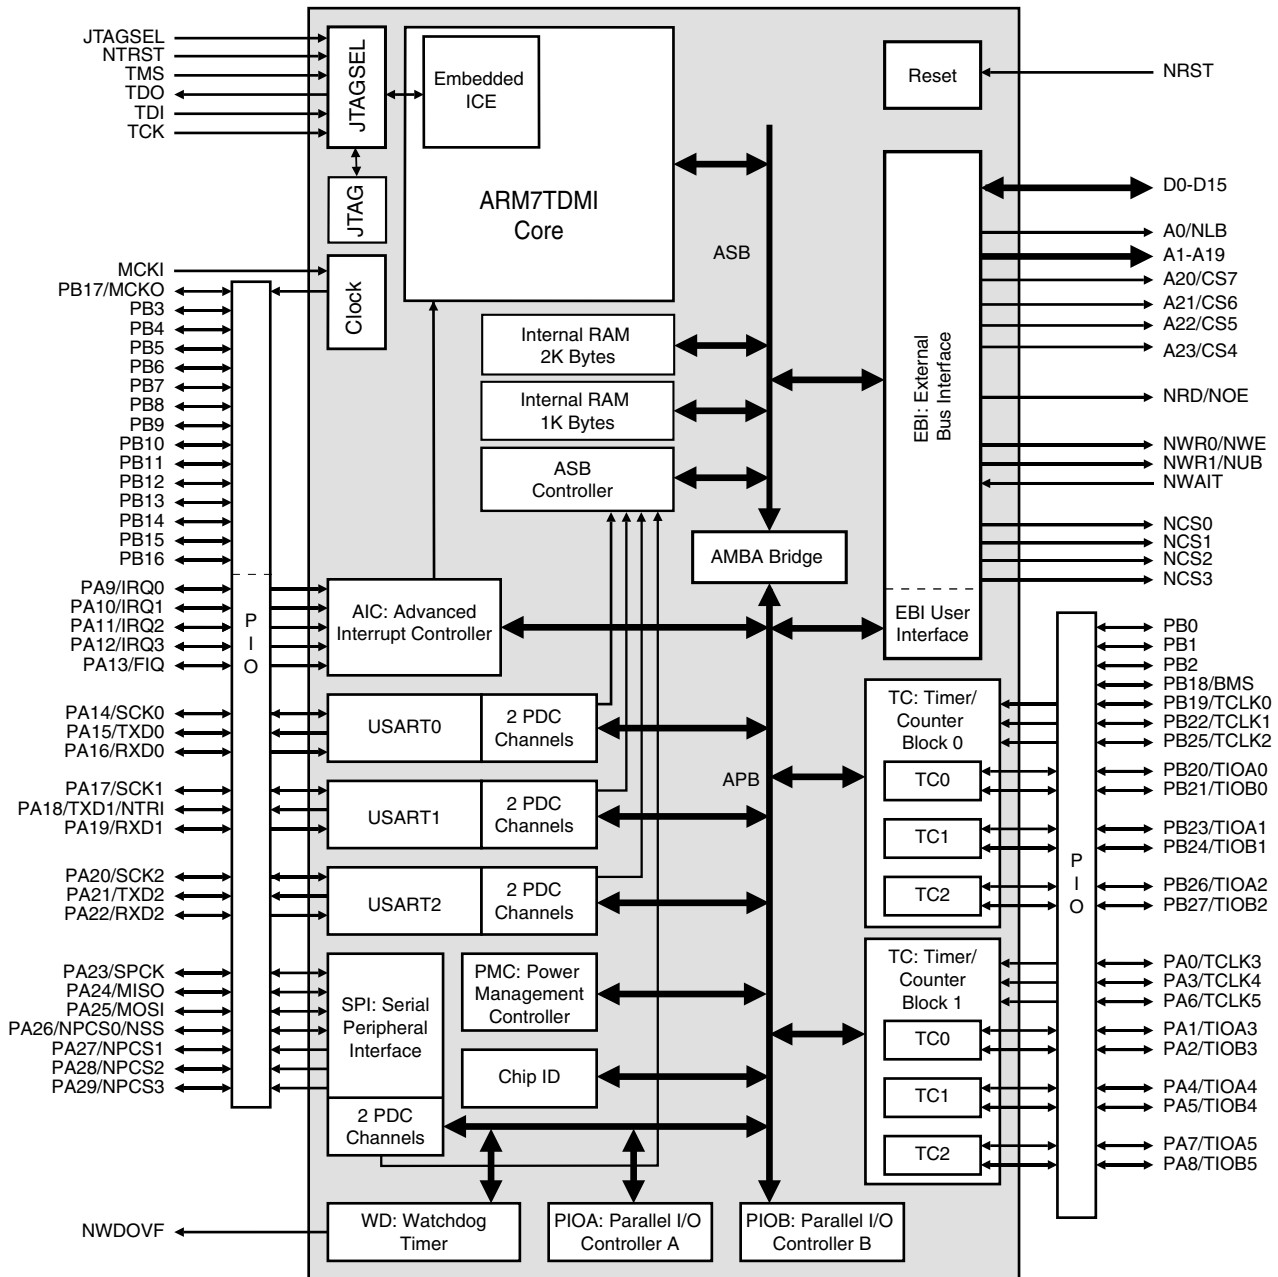 JTAGSEL
NTRST
TMS
TDO
TDI
TCK
JTAGSEL
Embedded
ICE
JTAG
ARM7TDMI
Core
Reset
NRST
ASB
MCKI
PB17/MCKO
PB3
PB4
PB5
PB6
PB7
PB8
PB9
PB10
PB11
PB12
PB13
PB14
PB15
PB16
PA9/IRQ0
PA10/IRQ1
PA11/IRQ2
PA12/IRQ3
PA13/FIQ
PA14/SCK0
PA15/TXD0
PA16/RXD0
PA17/SCK1
PA18/TXD1/NTRI
PA19/RXD1
PA20/SCK2
PA21/TXD2
PA22/RXD2
PA23/SPCK
PA24/MISO
PA25/MOSI
PA26/NPCS0/NSS
PA27/NPCS1
PA28/NPCS2
PA29/NPCS3
NWDOVF
P
I
O
Clock
Internal RAM
2K Bytes
Internal RAM
1K Bytes
ASB
Controller
AMBA Bridge
AIC: Advanced
Interrupt Controller
USART0
2 PDC
Channels
USART1
2 PDC
Channels
USART2
2 PDC
Channels
APB
SPI: Serial
Peripheral
Interface
2 PDC
Channels
PMC: Power
Management
Controller
Chip ID
WD: Watchdog
Timer
PIOA: Parallel I/O
Controller A
PIOB: Parallel I/O
Controller B
EBI: External
Bus Interface
EBI User
Interface
TC: Timer/
Counter
Block 0
TC0
TC1
TC2
TC: Timer/
Counter
Block 1
TC0
TC1
TC2
P
I
O
D0-D15
A0/NLB
A1-A19
A20/CS7
A21/CS6
A22/CS5
A23/CS4
NRD/NOE
NWR0/NWE
NWR1/NUB
NWAIT
NCS0
NCS1
NCS2
NCS3
PB0
PB1
PB2
PB18/BMS
PB19/TCLK0
PB22/TCLK1
PB25/TCLK2
PB20/TIOA0
PB21/TIOB0
PB23/TIOA1
PB24/TIOB1
PB26/TIOA2
PB27/TIOB2
PA0/TCLK3
PA3/TCLK4
PA6/TCLK5
PA1/TIOA3
PA2/TIOB3
PA4/TIOA4
PA5/TIOB4
PA7/TIOA5
PA8/TIOB5